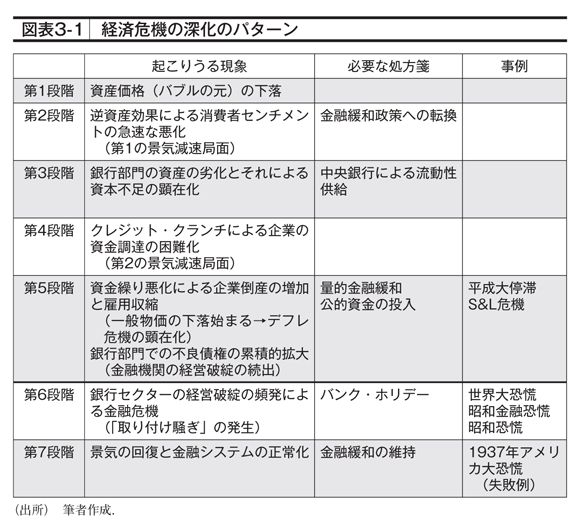 図表3-1 経済危機の深化のパターン
起こりうる現象 必要な処方箋 事例
第1段階 資産価格（バブルの元）の下落
第2段階 逆資産効果による消費者センチメン 金融緩和政策への転換
トの急速な悪化
（第1の景気減速局面）
第3段階 銀行部門の資産の劣化とそれによる 中央銀行による流動性
資本不足の顕在化 供給
第4段階 クレジット・クランチによる企業の
資金調達の困難化
（第2の景気減速局面）
第5段階 資金繰り悪化による企業倒産の増加 量的金融緩和 平成大停滞
と雇用収縮 公的資金の投入 S&L危機
（一般物価の下落始まる→デフレ
危機の顕在化）
銀行部門での不良債権の累積的拡大
（金融機関の経営破綻の続出）
第6段階 銀行セクターの経営破綻の頻発によ バンク・ホリデー 世界大恐慌
る金融危機 昭和金融恐慌
（「取り付け騒ぎ」の発生） 昭和恐慌
第7段階 景気の回復と金融システムの正常化 金融緩和の維持 1937年アメリ
カ大恐慌
（失敗例）
（出所） 筆者作成.